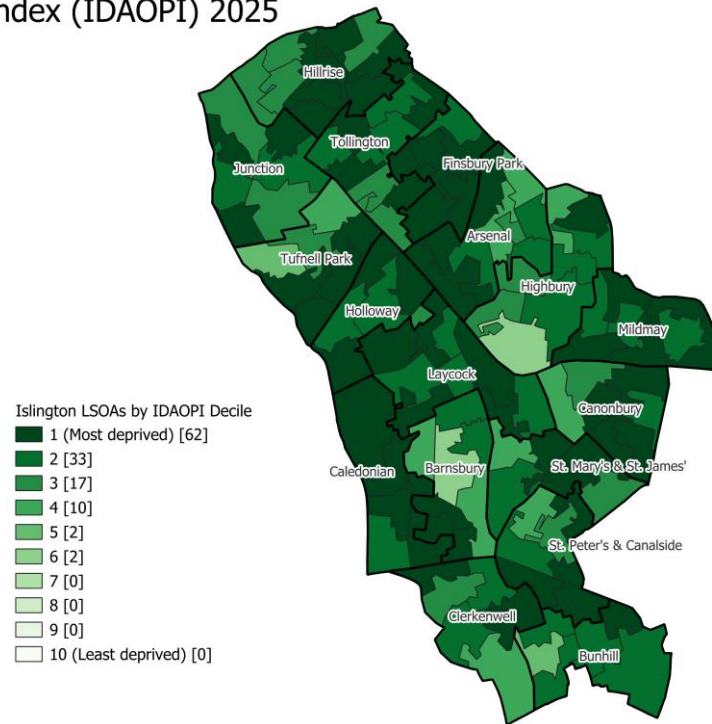 ndex (IDAOPI) 2025
Hillrise
Tollington
Finsbury Park
Junction
Arsenal
Tufnell Park
Highbury
Holloway
Mildmay
Laycock
Canonbury
Caledonian
Barnsbury
St. Mary's & St. James'
St. Peter's & Canalside
Clerkenwell
Bunhill
Islington LSOAs by IDAOPI Decile
1 (Most deprived) [62]
2 [33]
3 [17]
4 [10]
5 [2]
6 [2]
7 [0]
8 [0]
9 [0]
10 (Least deprived) [0]